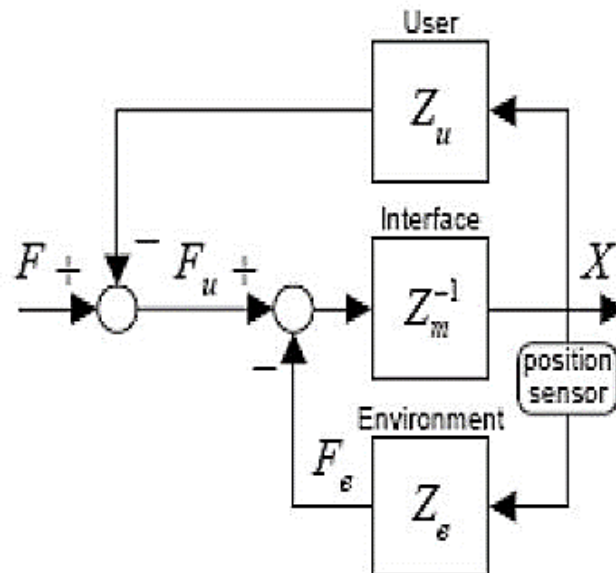 User
Z_u
Interface
F + − F_u + Z_m^{-1} X
−
position
sensor
Environment
F_e
Z_e